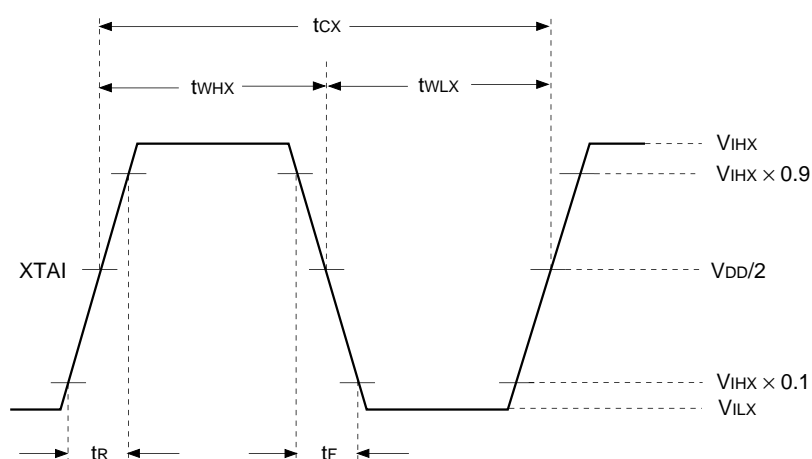 tCX
tWHX
tWLX
VIHX
VIHX × 0.9
XTAI
VDD/2
VIHX × 0.1
VILX
tR
tF